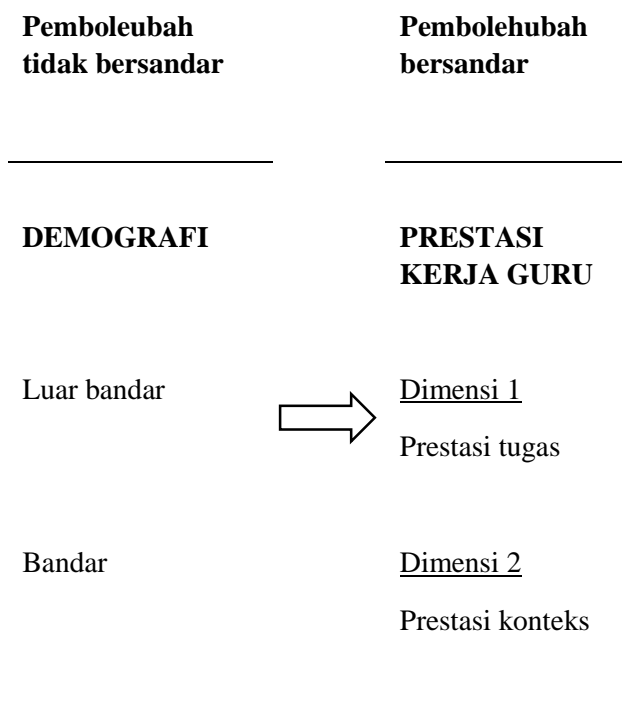 Pemboleubah
tidak bersandar
Pembolehubah
bersandar
DEMOGRAFI
PRESTASI
KERJA GURU
Luar bandar
Dimensi 1
Prestasi tugas
Bandar
Dimensi 2
Prestasi konteks